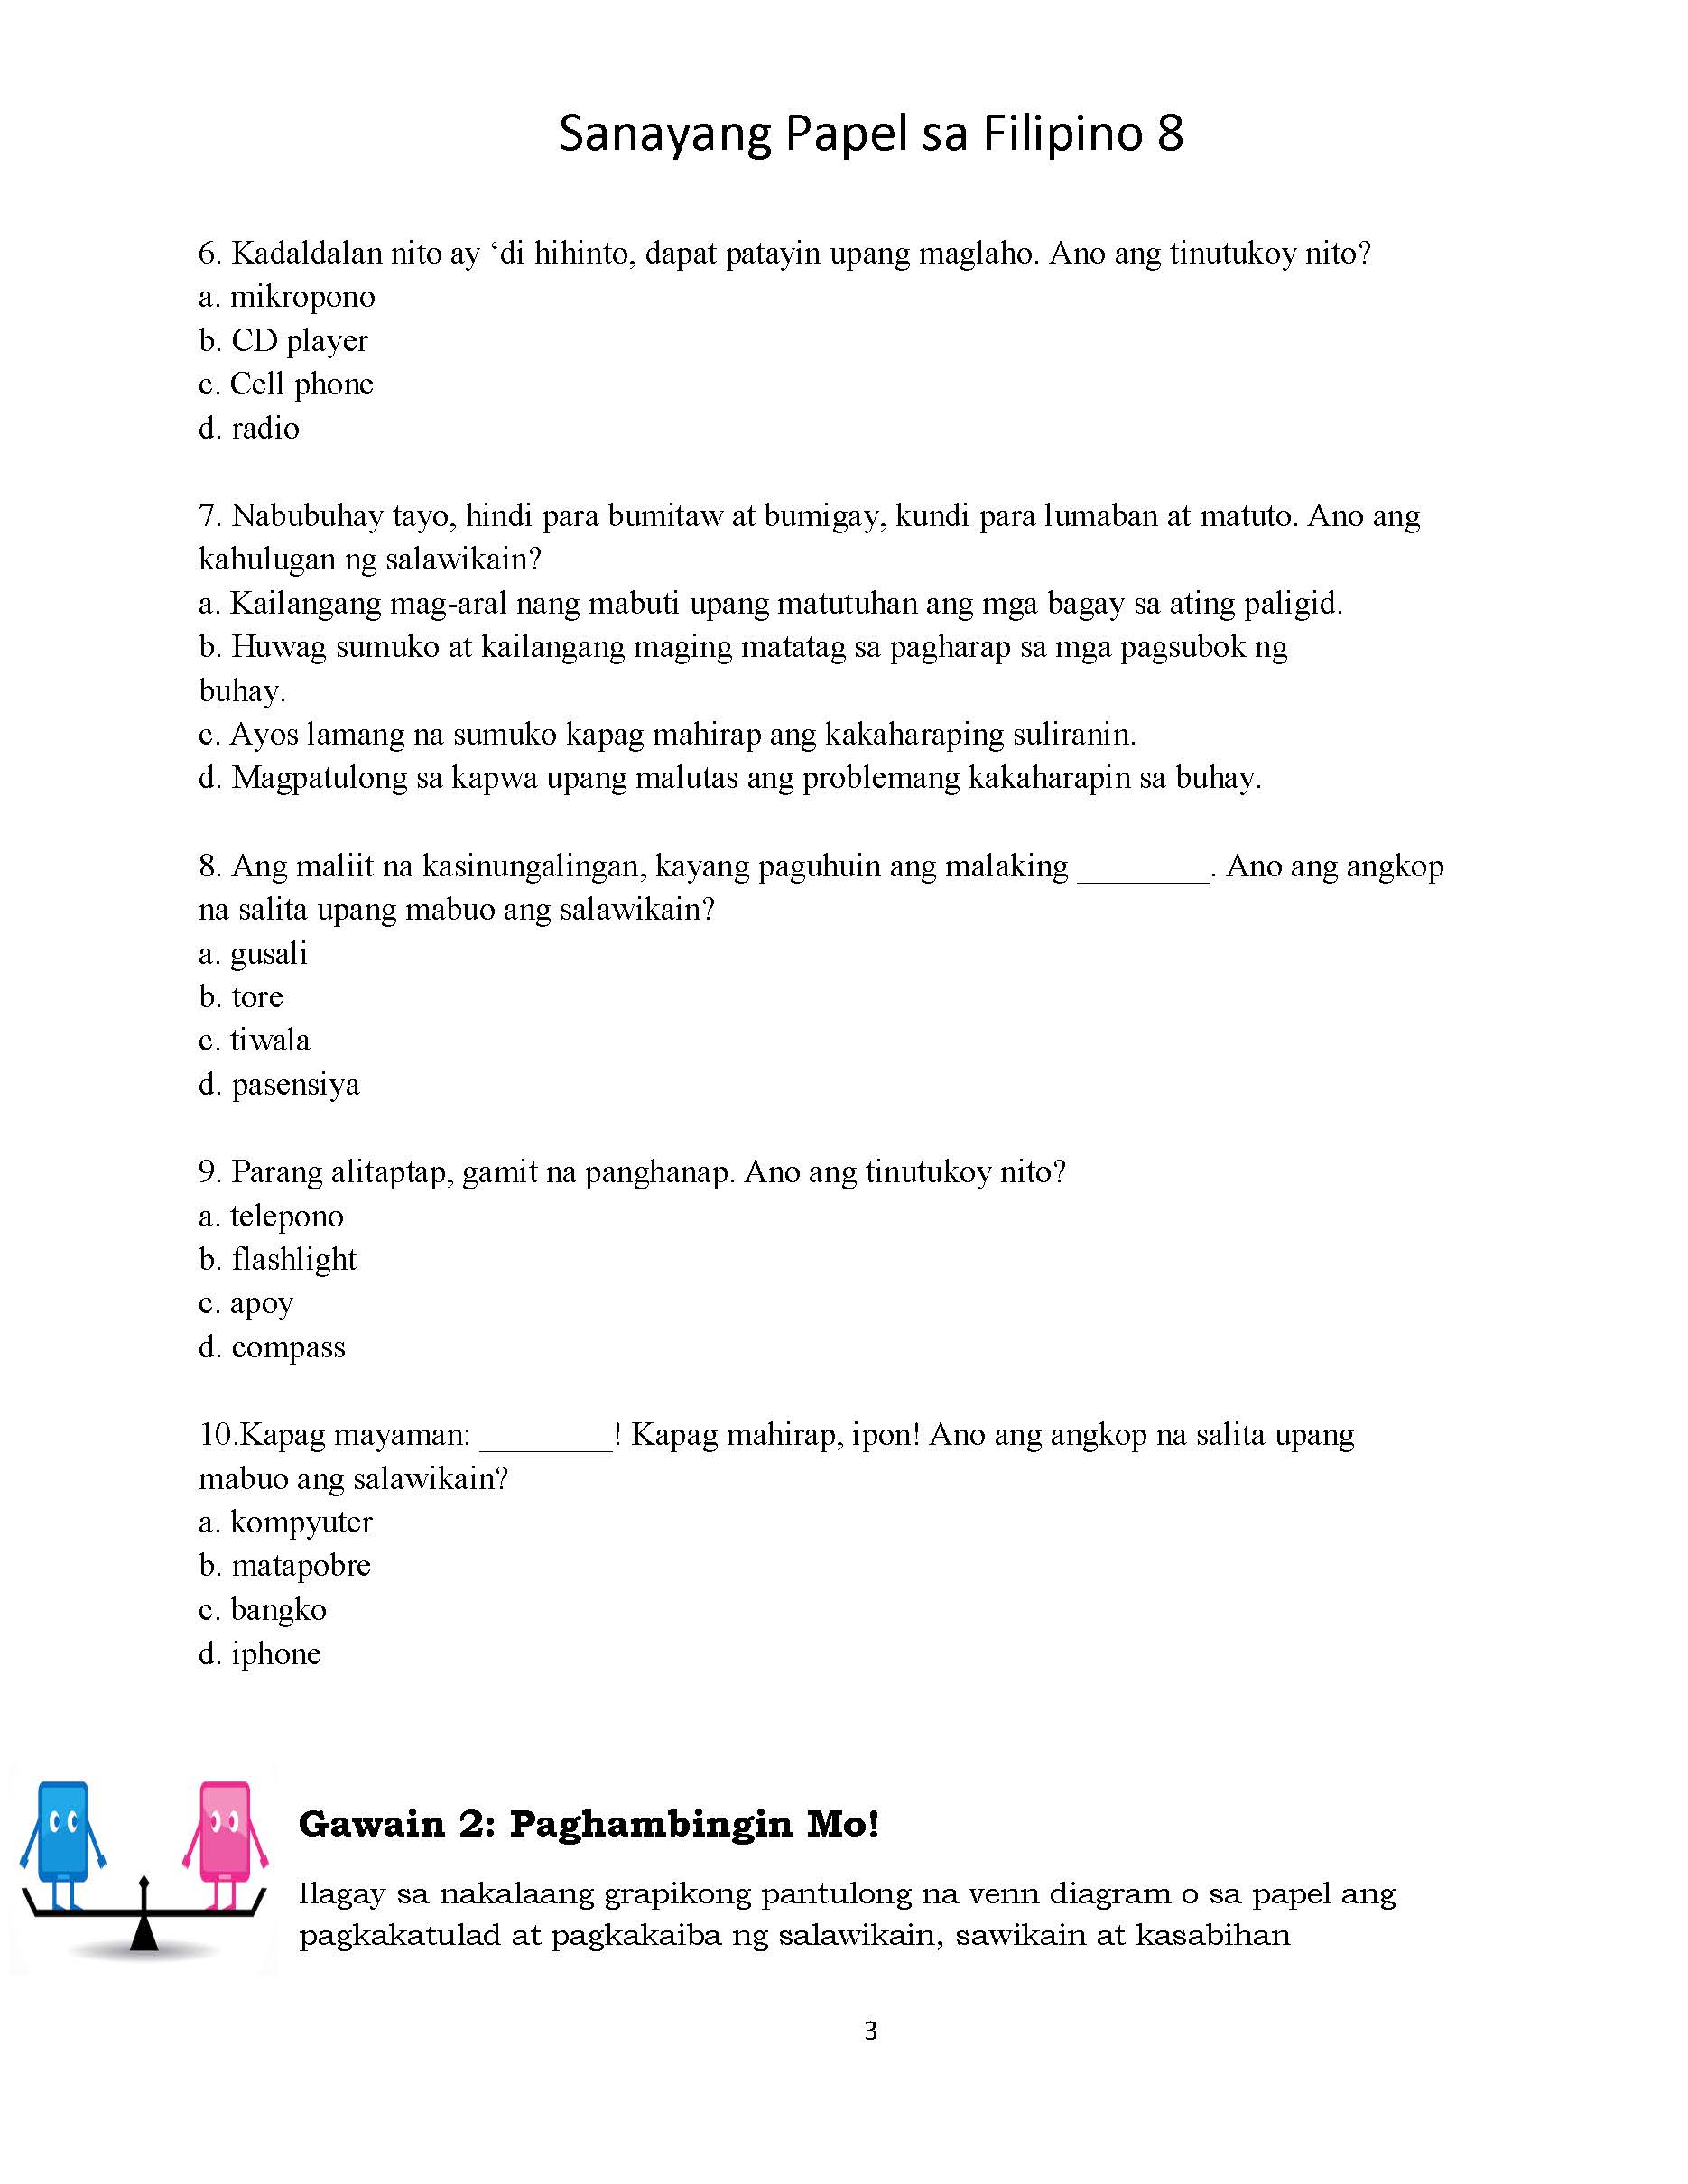 Sanayang Papel sa Filipino 8
6. Kadaldalan nito ay ‘di hihinto, dapat patayin upang maglaho. Ano ang tinutukoy nito?
a. mikropono
b. CD player
c. Cell phone
d. radio
7. Nabubuhay tayo, hindi para bumitaw at bumigay, kundi para lumaban at matuto. Ano ang
kahulugan ng salawikain?
a. Kailangang mag-aral nang mabuti upang matutuhan ang mga bagay sa ating paligid.
b. Huwag sumuko at kailangang maging matatag sa pagharap sa mga pagsubok ng
buhay.
c. Ayos lamang na sumuko kapag mahirap ang kakaharaping suliranin.
d. Magpatulong sa kapwa upang malutas ang problemang kakaharapin sa buhay.
8. Ang maliit na kasinungalingan, kayang paguhuin ang malaking ________. Ano ang angkop
na salita upang mabuo ang salawikain?
a. gusali
b. tore
c. tiwala
d. pasensiya
9. Parang alitaptap, gamit na panghanap. Ano ang tinutukoy nito?
a. telepono
b. flashlight
c. apoy
d. compass
10.Kapag mayaman: ________! Kapag mahirap, ipon! Ano ang angkop na salita upang
mabuo ang salawikain?
a. kompyuter
b. matapobre
c. bangko
d. iphone
Gawain 2: Paghambingin Mo!
Ilagay sa nakalaang grapikong pantulong na venn diagram o sa papel ang
pagkakatulad at pagkakaiba ng salawikain, sawikain at kasabihan
3